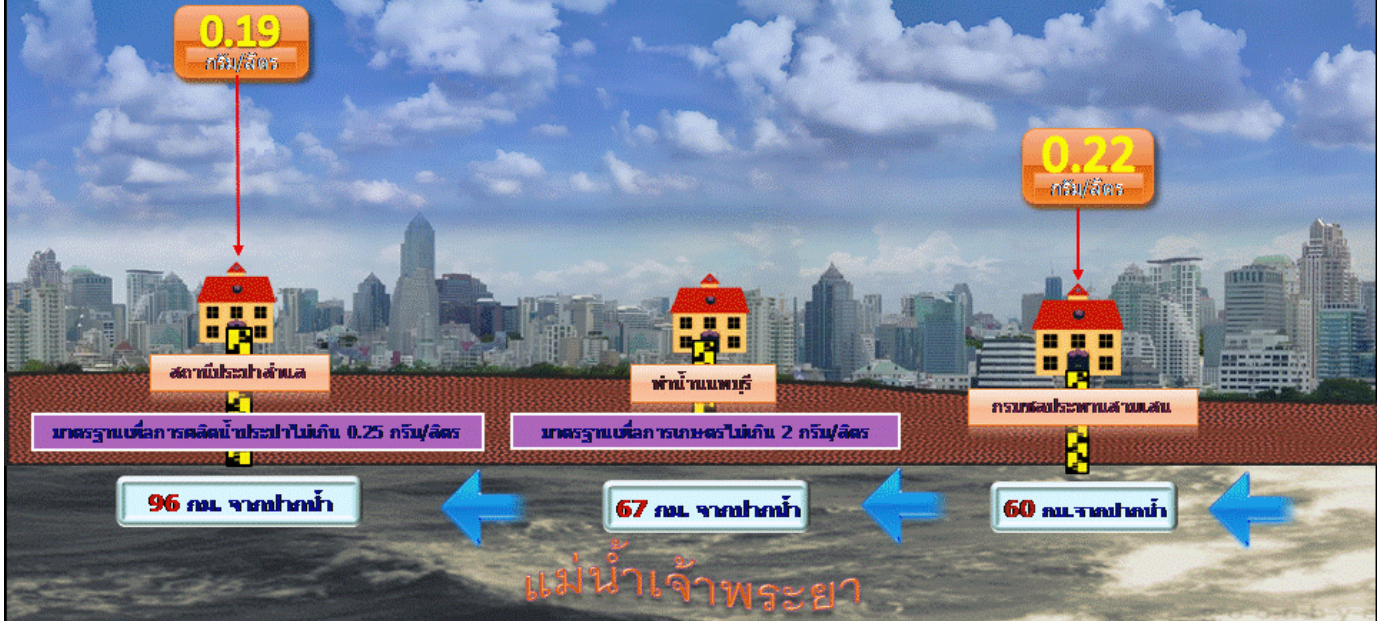 0.19
กรัม/ลิตร
0.22
กรัม/ลิตร
สถานีประปาสำแล
ท่าน้ำนนทบุรี
กรมชลประทานสามเสน
มาตรฐานเพื่อการผลิตน้ำประปาไม่เกิน 0.25 กรัม/ลิตร
มาตรฐานเพื่อการเกษตรไม่เกิน 2 กรัม/ลิตร
96 กม. จากปากน้ำ
67 กม. จากปากน้ำ
60 กม.จากปากน้ำ
แม่น้ำเจ้าพระยา